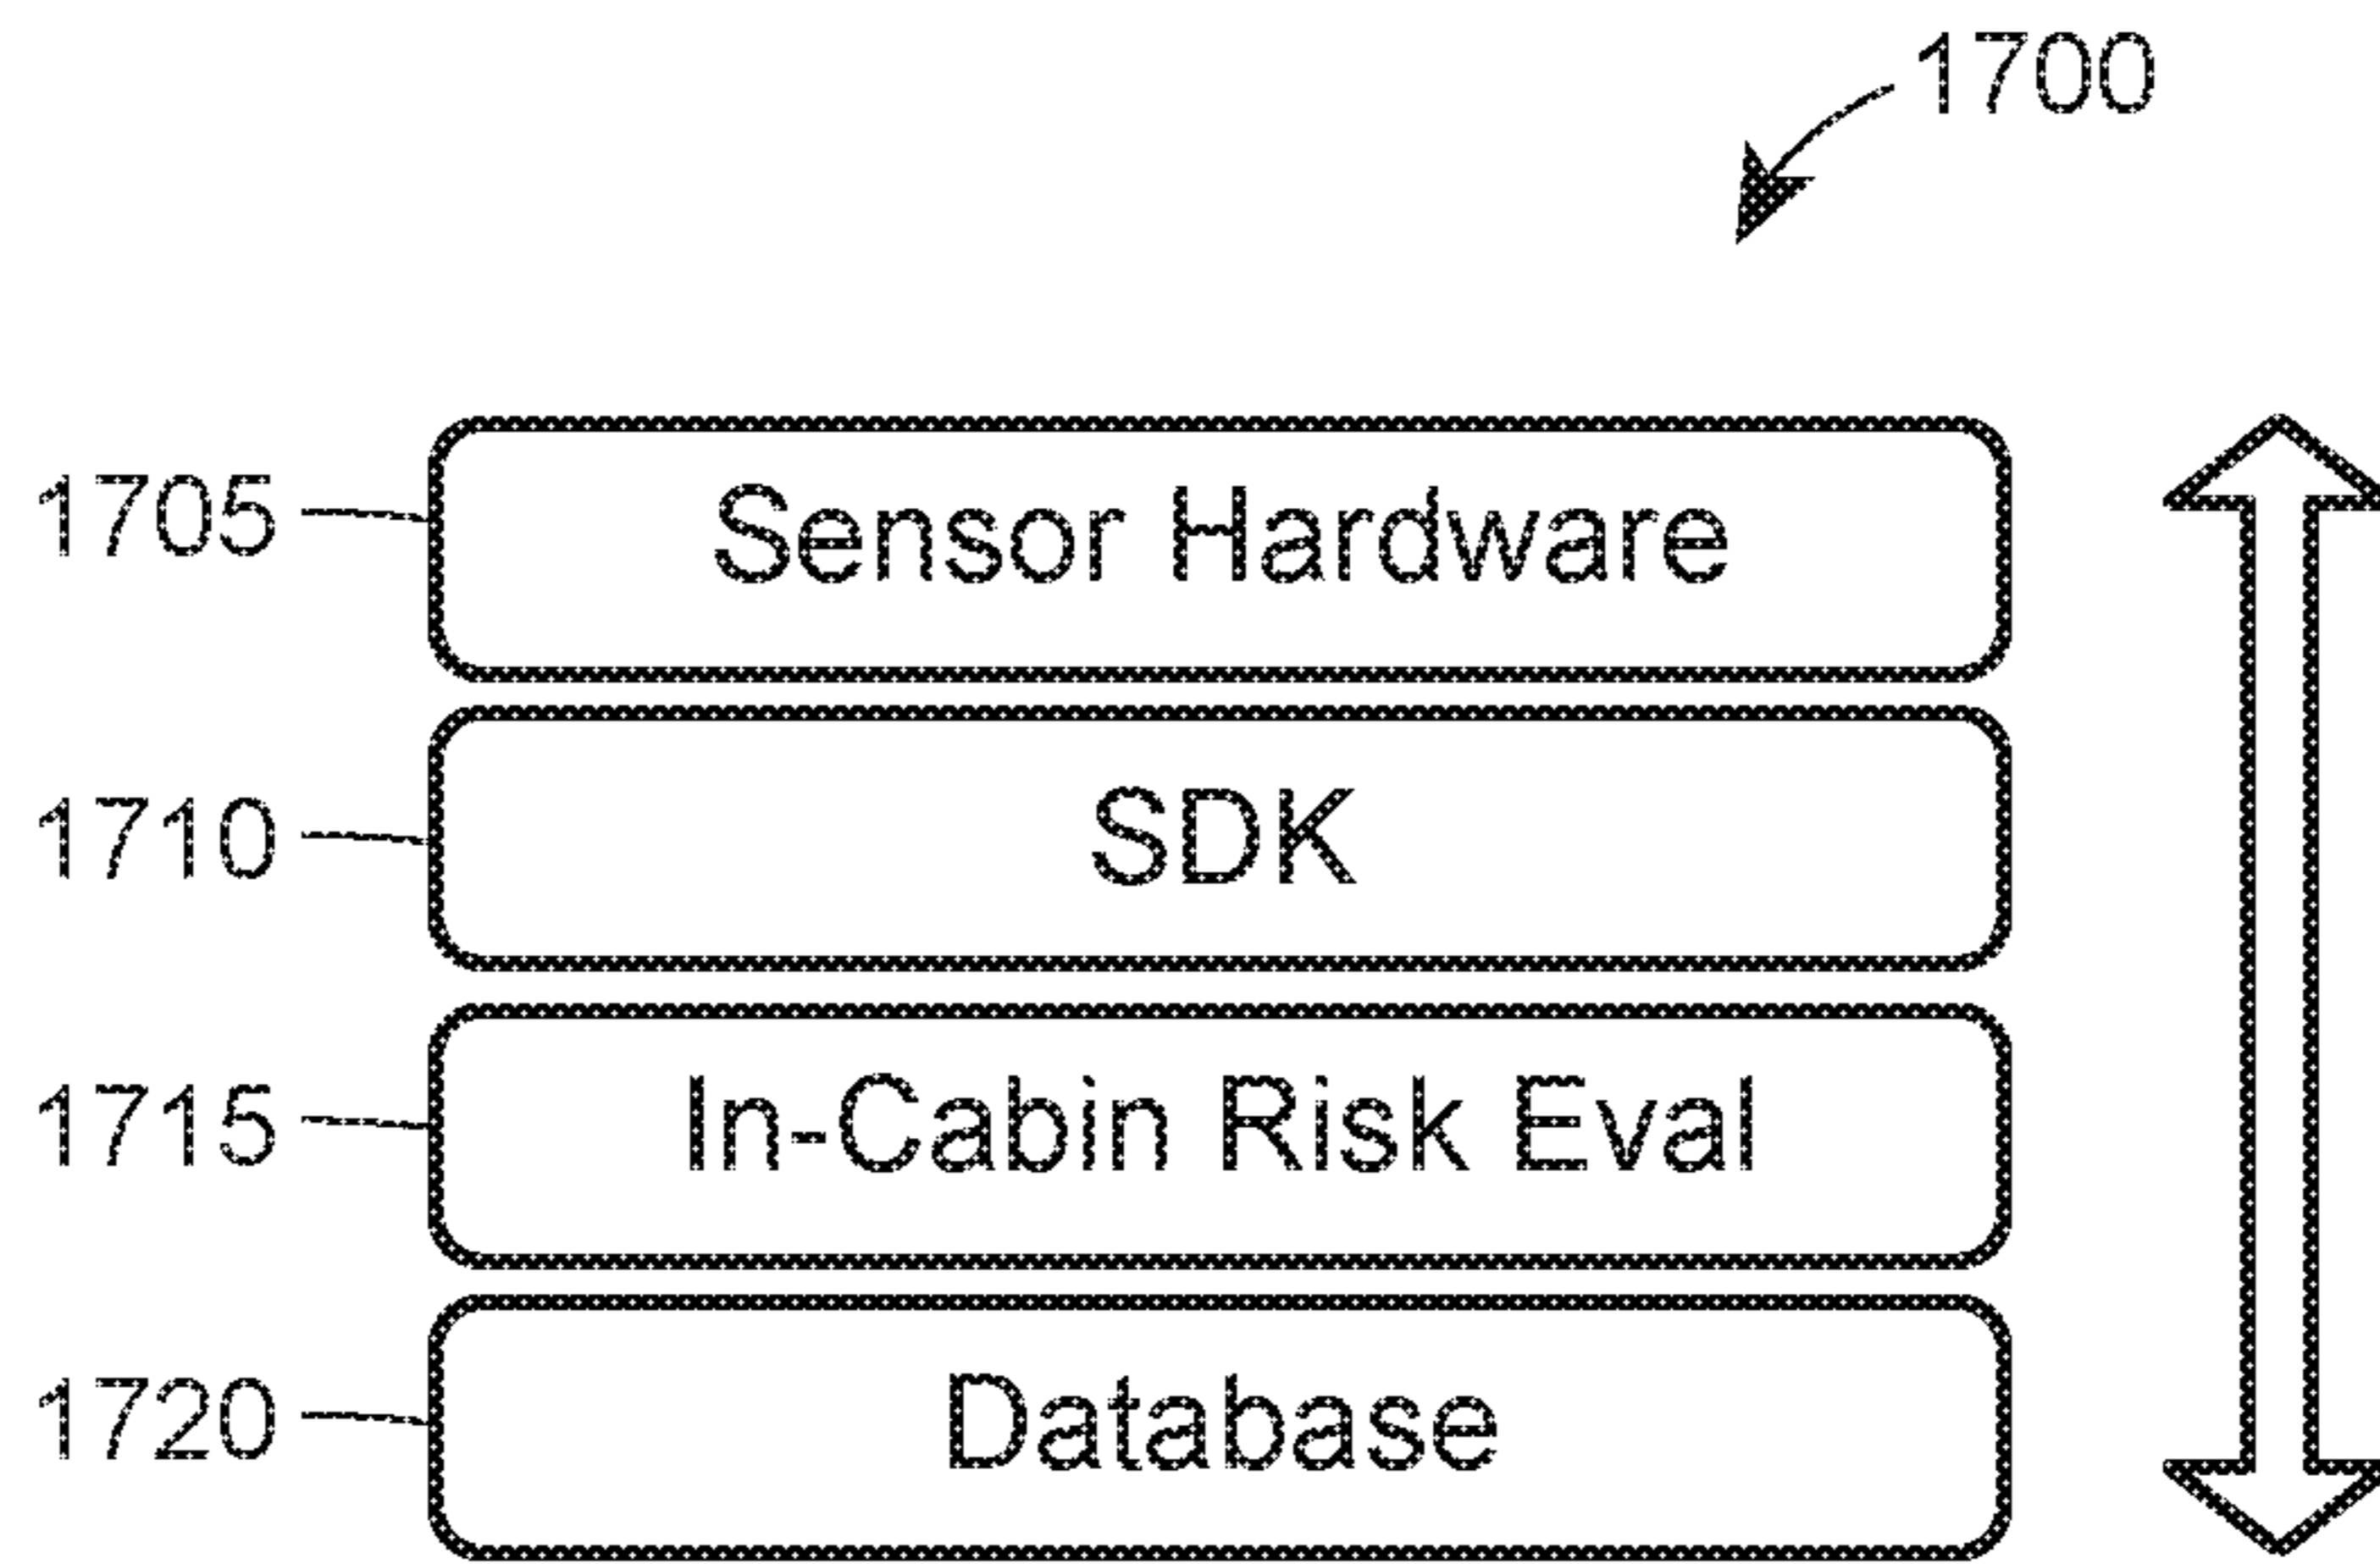 1700
1705 Sensor Hardware
1710 SDK
1715 In-Cabin Risk Eval
1720 Database